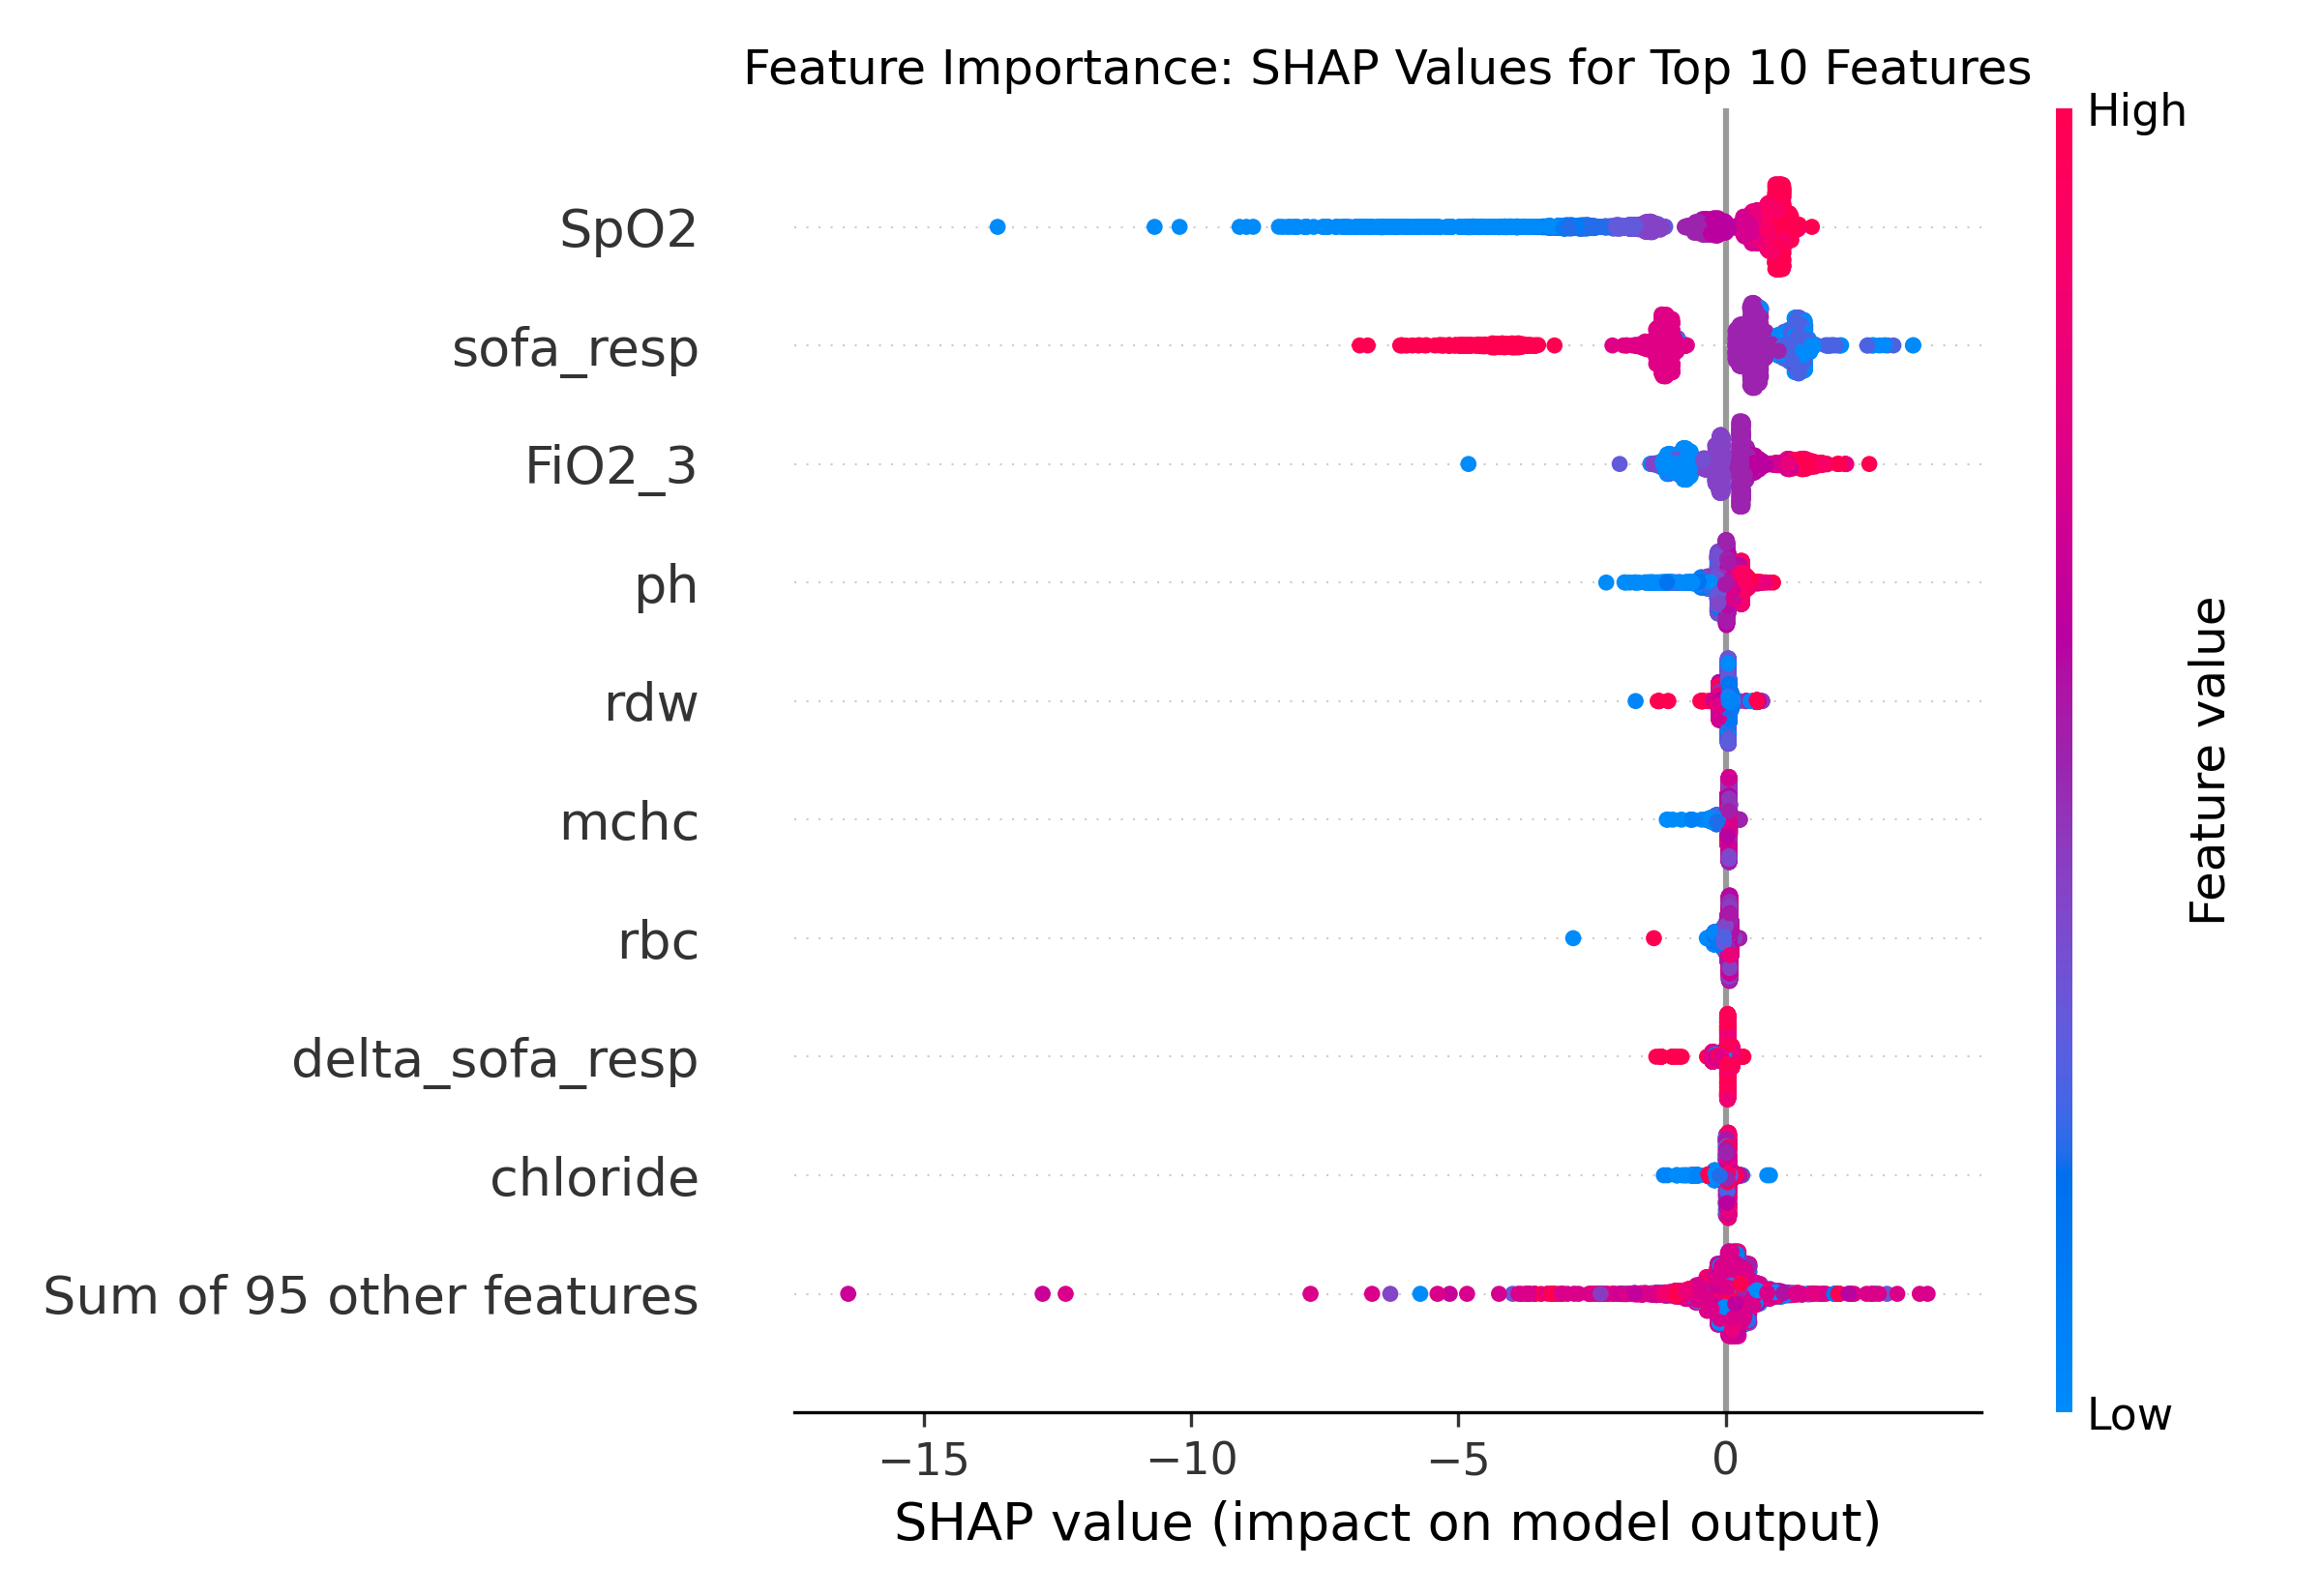 Feature Importance: SHAP Values for Top 10 Features
High
SpO2
sofa_resp
FiO2_3
ph
rdw
mchc
rbc
delta_sofa_resp
chloride
Sum of 95 other features
Feature value
Low
−15
−10
−5
0
SHAP value (impact on model output)